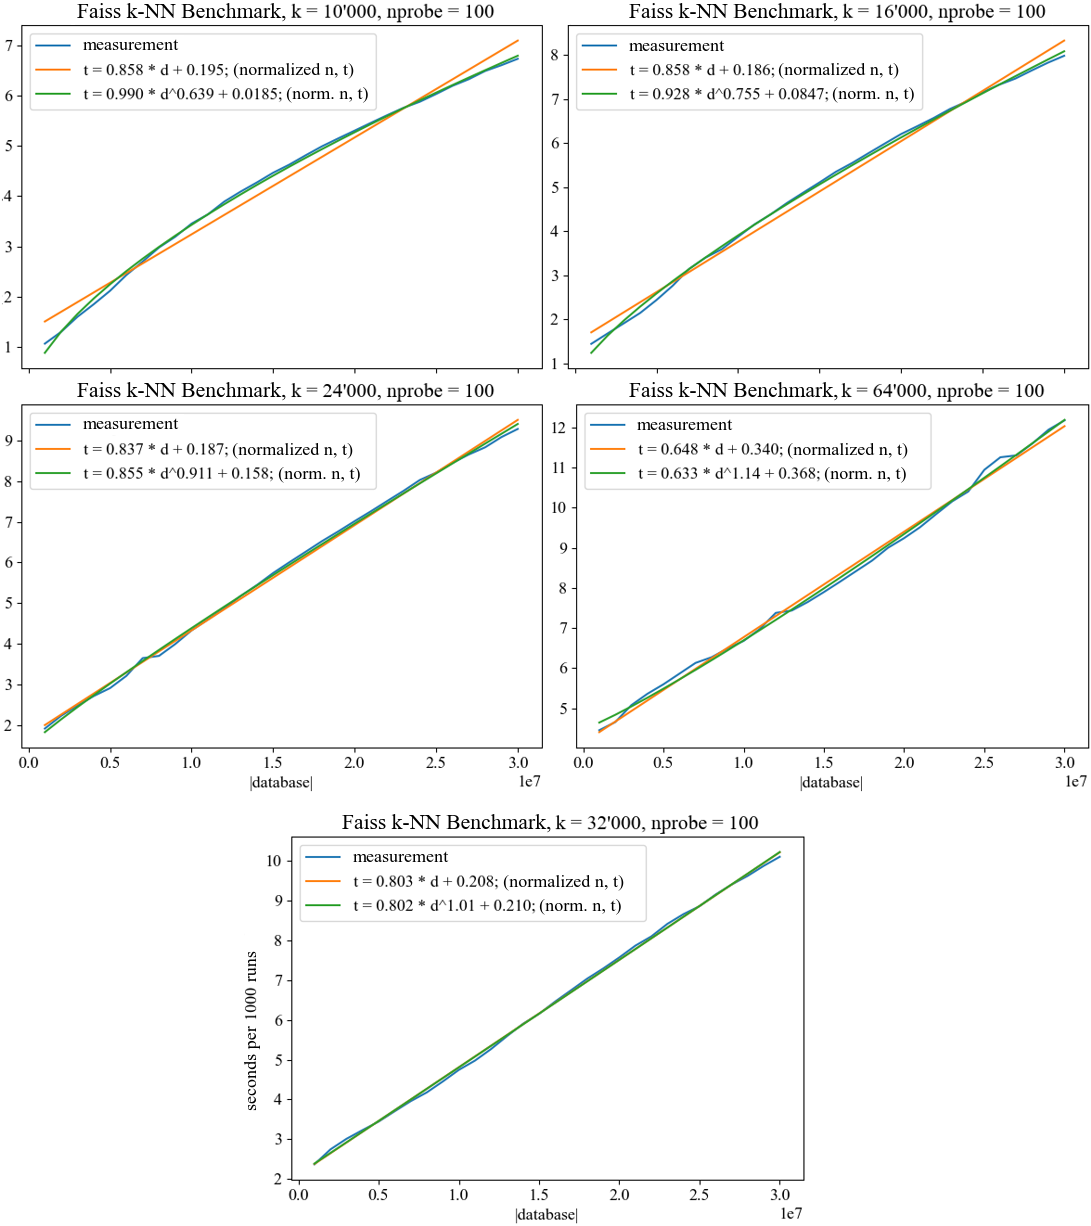 Faiss k-NN Benchmark, k = 10'000, nprobe = 100
measurement
t = 0.858 * d + 0.195; (normalized n, t)
t = 0.990 * d^0.639 + 0.0185; (norm. n, t)
7
6
5
4
3
2
1
Faiss k-NN Benchmark, k = 16'000, nprobe = 100
measurement
t = 0.858 * d + 0.186; (normalized n, t)
t = 0.928 * d^0.755 + 0.0847; (norm. n, t)
8
7
6
5
4
3
2
1
Faiss k-NN Benchmark, k = 24'000, nprobe = 100
measurement
t = 0.837 * d + 0.187; (normalized n, t)
t = 0.855 * d^0.911 + 0.158; (norm. n, t)
9
8
7
6
5
4
3
2
0.0 0.5 1.0 1.5 2.0 2.5 3.0
|database|
1e7
Faiss k-NN Benchmark, k = 64'000, nprobe = 100
measurement
t = 0.648 * d + 0.340; (normalized n, t)
t = 0.633 * d^1.14 + 0.368; (norm. n, t)
12
11
10
9
8
7
6
5
0.0 0.5 1.0 1.5 2.0 2.5 3.0
|database|
1e7
Faiss k-NN Benchmark, k = 32'000, nprobe = 100
measurement
t = 0.803 * d + 0.208; (normalized n, t)
t = 0.802 * d^1.01 + 0.210; (norm. n, t)
seconds per 1000 runs
10
9
8
7
6
5
4
3
2
0.0 0.5 1.0 1.5 2.0 2.5 3.0
|database|
1e7